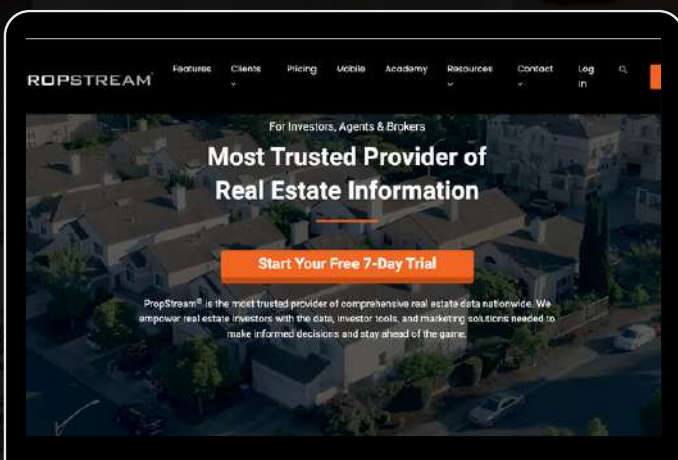 ROPSTREAM
Features Clients Pricing Mobile Academy Resources Contact Log
In
For Investors, Agents & Brokers
Most Trusted Provider of
Real Estate Information
Start Your Free 7-Day Trial
PropStream® is the most trusted provider of comprehensive real estate data nationwide. We
empower real estate investors with the data, investor tools, and marketing solutions needed to
make informed decisions and stay ahead of the game.